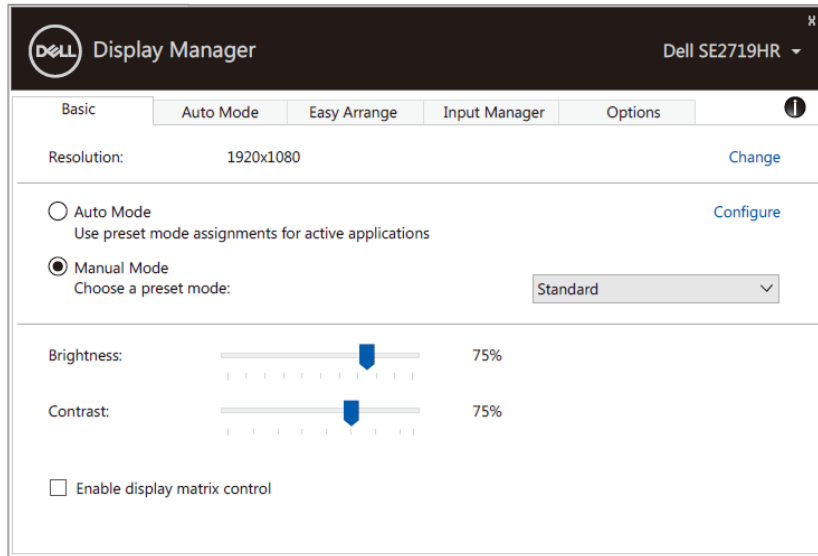 DELL Display Manager
Dell SE2719HR
Basic Auto Mode Easy Arrange Input Manager Options
Resolution: 1920x1080 Change
Auto Mode Configure
Use preset mode assignments for active applications
Manual Mode
Choose a preset mode: Standard
Brightness: 75%
Contrast: 75%
Enable display matrix control